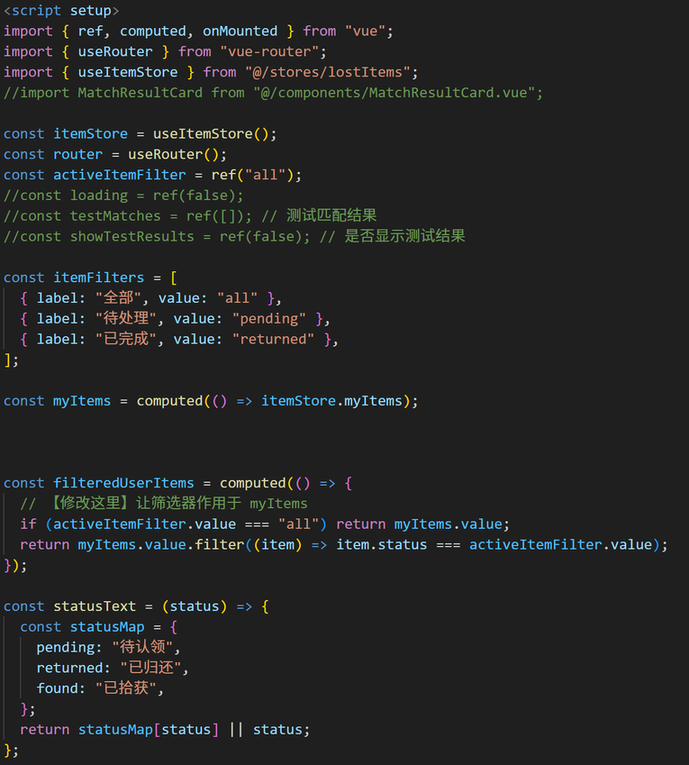 <script setup>
import { ref, computed, onMounted } from "vue";
import { useRouter } from "vue-router";
import { useItemStore } from "@/stores/lostItems";
//import MatchResultCard from "@/components/MatchResultCard.vue";
const itemStore = useItemStore();
const router = useRouter();
const activeItemFilter = ref("all");
//const loading = ref(false);
//const testMatches = ref([]); // 测试匹配结果
//const showTestResults = ref(false); // 是否显示测试结果
const itemFilters = [
  { label: "全部", value: "all" },
  { label: "待处理", value: "pending" },
  { label: "已完成", value: "returned" },
];
const myItems = computed(() => itemStore.myItems);
const filteredUserItems = computed(() => {
  // 【修改这里】让筛选器作用于 myItems
  if (activeItemFilter.value === "all") return myItems.value;
  return myItems.value.filter((item) => item.status === activeItemFilter.value);
});
const statusText = (status) => {
  const statusMap = {
    pending: "待认领",
    returned: "已归还",
    found: "已拾获",
  };
  return statusMap[status] || status;
};